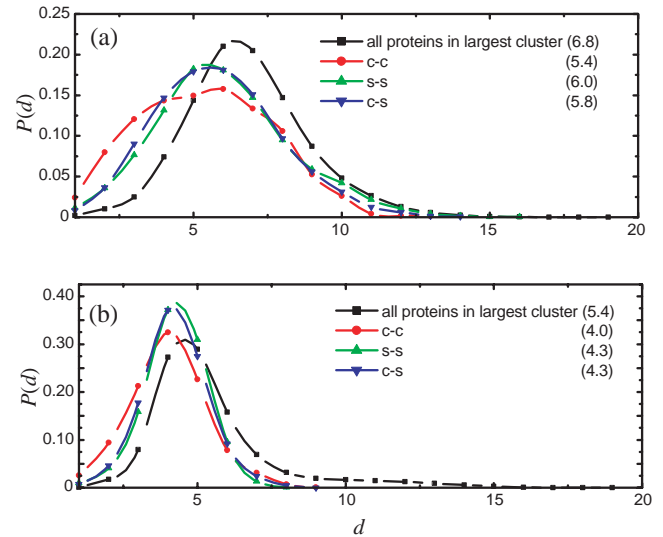 0.25
(a)
all proteins in largest cluster (6.8)
0.20
c-c (5.4)
s-s (6.0)
0.15
c-s (5.8)
P(d)
0.10
0.05
0
5 10 15 20
(b)
0.40
all proteins in largest cluster (5.4)
c-c (4.0)
0.30
s-s (4.3)
c-s (4.3)
P(d)
0.20
0.10
0
5 10 15 20
d